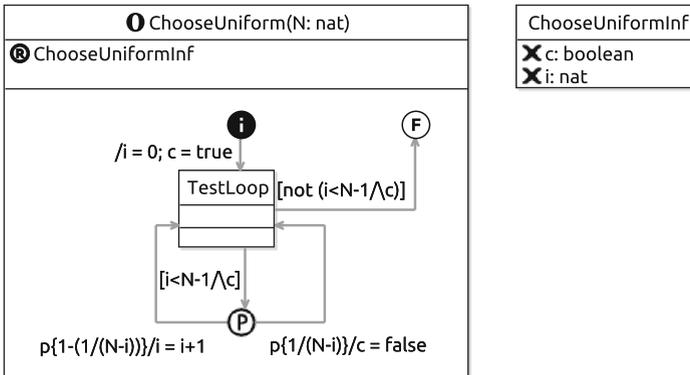 O ChooseUniform(N: nat)
R ChooseUniformInf
i
F
/i = 0; c = true
TestLoop
[not (i<N-1/\c)]
[i<N-1/\c]
P
p{1-(1/(N-i))}/i = i+1
p{1/(N-i)}/c = false
ChooseUniformInf
X c: boolean
X i: nat